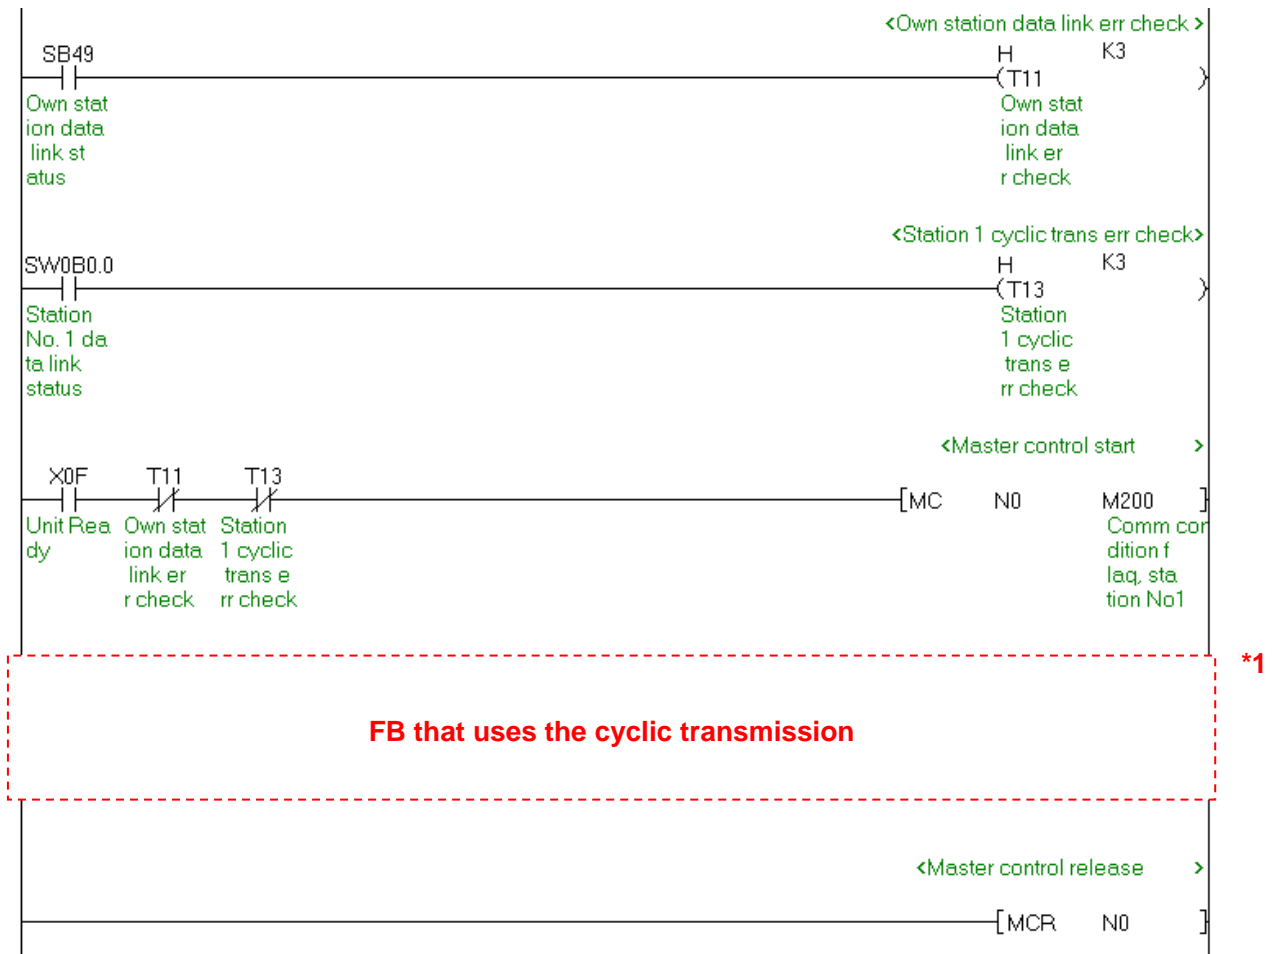 <Own station data link err check >
SB49 H K3
(T11 )
Own stat Own stat
ion data ion data
link st link er
atus r check
<Station 1 cyclic trans err check>
SW0B0.0 H K3
(T13 )
Station Station
No. 1 da 1 cyclic
ta link trans e
status rr check
<Master control start >
X0F T11 T13
[MC N0 M200 ]
Unit Rea Own stat Station Comm con
dy ion data 1 cyclic dition f
link er trans e laq, sta
r check rr check tion No1
*1
FB that uses the cyclic transmission
<Master control release >
[MCR N0 ]